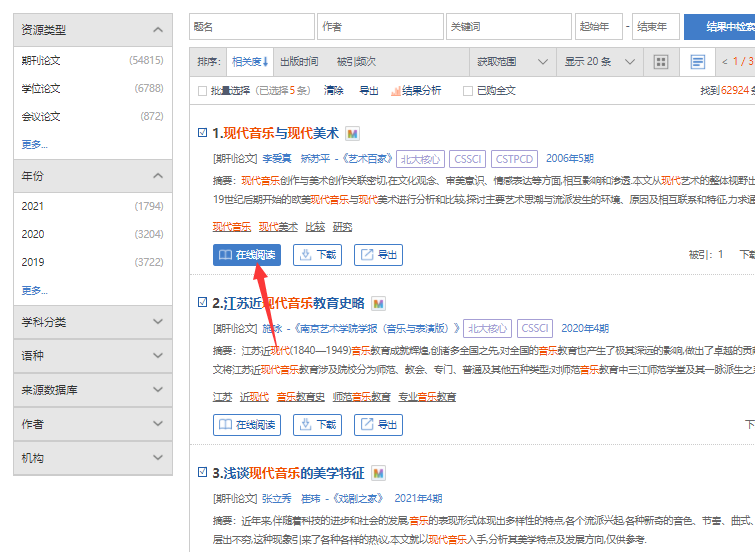 资源类型
期刊论文 (54815)
学位论文 (6788)
会议论文 (872)
更多...
年份
2021 (1794)
2020 (3204)
2019 (3722)
更多...
学科分类
语种
来源数据库
作者
机构
题名 作者 关键词 起始年 - 结束年 结果中检索
排序: 相关度 出版时间 被引频次 获取范围 显示 20 条 < 1 / 3
批量选择 (已选择 5 条) 清除 导出 结果分析 已购全文 找到 62924 条
1.现代音乐与现代美术 M
[期刊论文] 李爱真 娇苏平 -《艺术百家》 北大核心 CSSCI CSTPCD 2006年5期
摘要：现代音乐创作与美术创作关联密切,在文化观念、审美意识、情感表达等方面,相互影响和渗透.本文从现代艺术的整体视野出
19世纪后期开始的欧美现代音乐与现代美术进行分析和比较,探讨主要艺术思潮与流派发生的环境、原因及相互联系和特征,力求通
现代音乐 现代美术 比较 研究
在线阅读 下载 导出 被引： 1 下载
2.江苏近现代音乐教育史略 M
[期刊论文] 施咏 -《南京艺术学院学报（音乐与表演版）》 北大核心 CSSCI 2020年4期
摘要：江苏近现代(1840—1949)音乐教育成就辉煌,创诸多全国之先,对全国的音乐教育也产生了极其深远的影响,做出了卓越的贡献
文将江苏近现代音乐教育涉及院校分为师范、教会、专门、普通及其他五种类型;对师范音乐教育中三江师范学堂及其一脉派生之系
江苏 近现代 音乐教育史 师范音乐教育 专业音乐教育
在线阅读 下载 导出 下
3.浅谈现代音乐的美学特征 M
[期刊论文] 张立秀 崔玮 -《戏剧之家》 2021年4期
摘要：近年来,伴随着科技的进步和社会的发展,音乐的表现形式体现出多样性的特点,各个流派兴起,各种新奇的音色、节奏、曲式、
层出不穷,这种现象引来了各种各样的热议,本文就以现代音乐入手,分析其美学特点及发展方向,仅供参考.